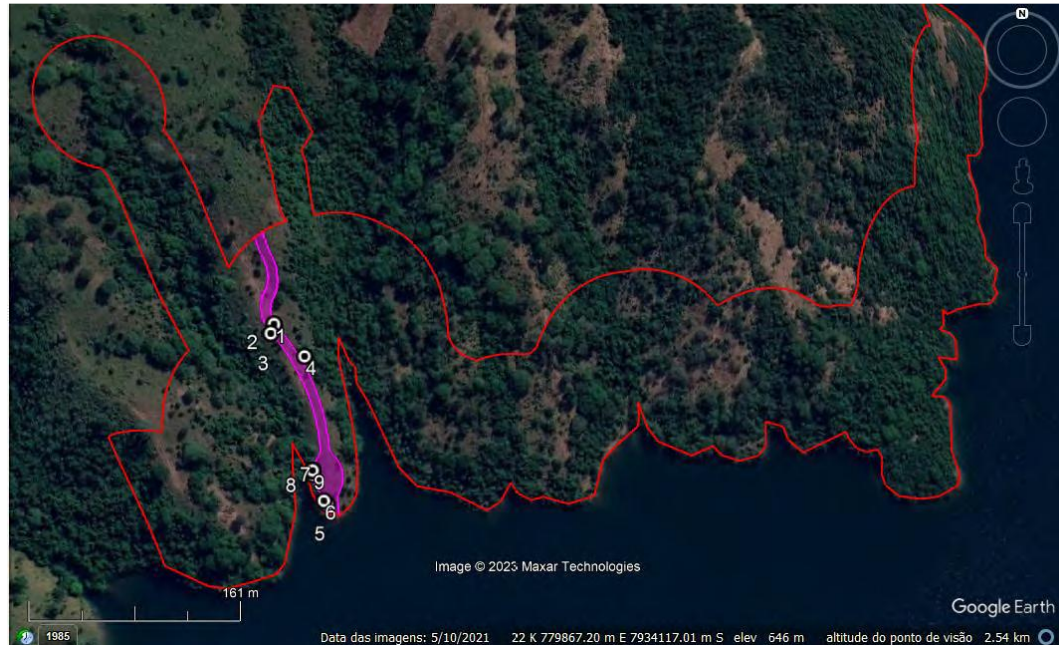 N
1
2
3
4
7
9
8
6
5
Image © 2023 Maxar Technologies
161 m
Google Earth
1985
Data das imagens: 5/10/2021 22 K 779867.20 m E 7934117.01 m S elev 646 m altitude do ponto de visão 2.54 km